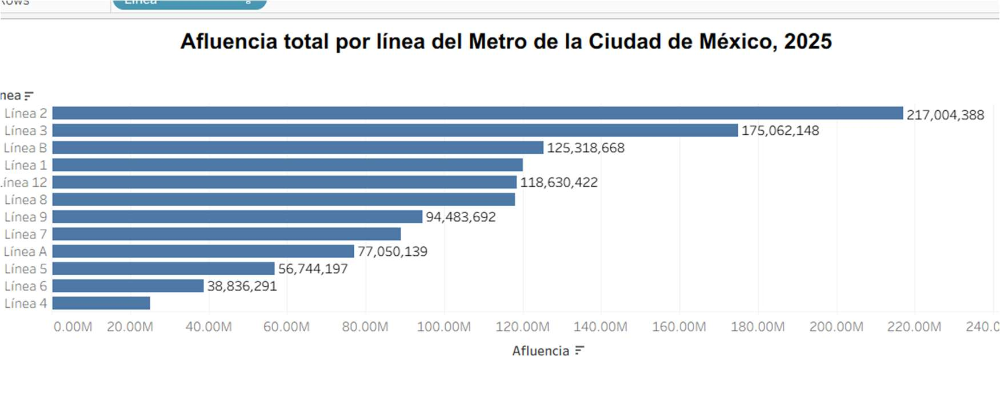 Afluencia total por línea del Metro de la Ciudad de México, 2025
nea
Línea 2 217,004,388
Línea 3 175,062,148
Línea B 125,318,668
Línea 1
Línea 12 118,630,422
Línea 8
Línea 9 94,483,692
Línea 7
Línea A 77,050,139
Línea 5 56,744,197
Línea 6 38,836,291
Línea 4
0.00M 20.00M 40.00M 60.00M 80.00M 100.00M 120.00M 140.00M 160.00M 180.00M 200.00M 220.00M 240.0
Afluencia